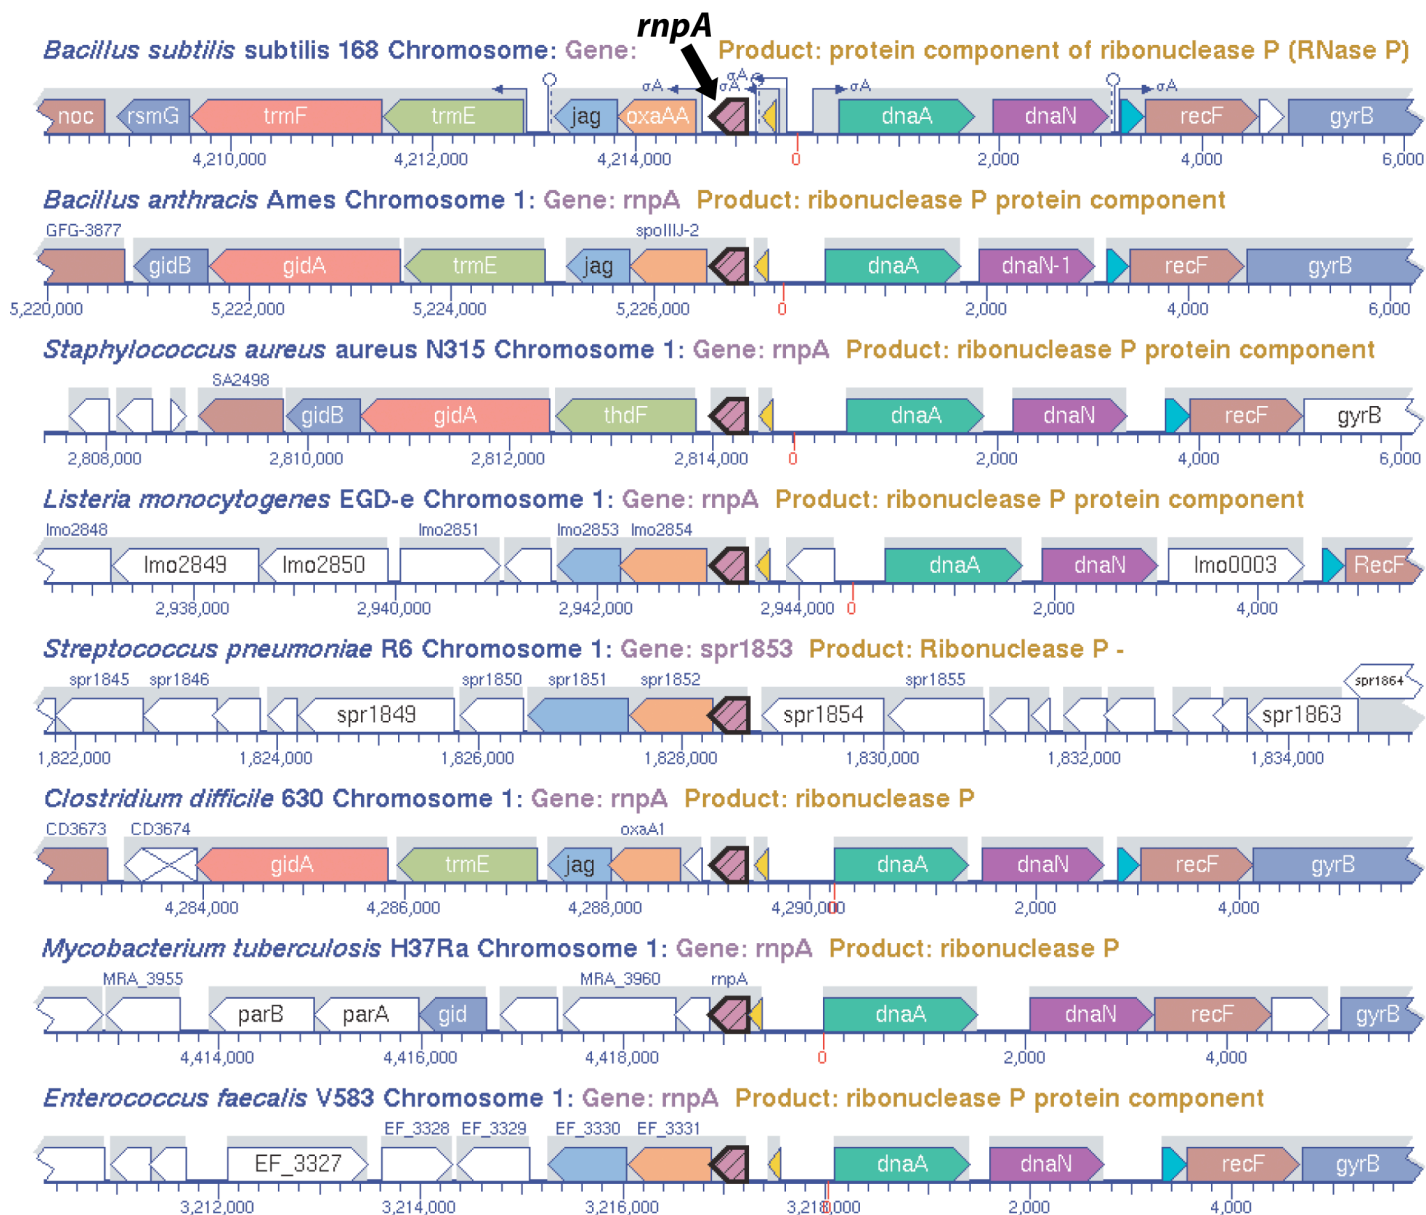 rnpA
Bacillus subtilis subtilis 168 Chromosome: Gene: Product: protein component of ribonuclease P (RNase P)
σA σA σA σA σA
noc rsmG trmF trmE jag oxaAA dnaA dnaN recF gyrB
4,210,000 4,212,000 4,214,000 0 2,000 4,000 6,000
Bacillus anthracis Ames Chromosome 1: Gene: rnpA Product: ribonuclease P protein component
GFG-3877 spoIIIJ-2
gidB gidA trmE jag dnaA dnaN-1 recF gyrB
5,220,000 5,222,000 5,224,000 5,226,000 0 2,000 4,000 6,000
Staphylococcus aureus aureus N315 Chromosome 1: Gene: rnpA Product: ribonuclease P protein component
SA2498
gidB gidA thdF dnaA dnaN recF gyrB
2,808,000 2,810,000 2,812,000 2,814,000 0 2,000 4,000 6,000
Listeria monocytogenes EGD-e Chromosome 1: Gene: rnpA Product: ribonuclease P protein component
lmo2848 lmo2851 lmo2853 lmo2854
lmo2849 lmo2850 dnaA dnaN lmo0003 RecF
2,938,000 2,940,000 2,942,000 2,944,000 0 2,000 4,000
Streptococcus pneumoniae R6 Chromosome 1: Gene: spr1853 Product: Ribonuclease P -
spr1845 spr1846 spr1850 spr1851 spr1852 spr1855 spr1864
spr1849 spr1854 spr1863
1,822,000 1,824,000 1,826,000 1,828,000 1,830,000 1,832,000 1,834,000
Clostridium difficile 630 Chromosome 1: Gene: rnpA Product: ribonuclease P
CD3673 CD3674 oxaA1
gidA trmE jag dnaA dnaN recF gyrB
4,284,000 4,286,000 4,288,000 4,290,000 0 2,000 4,000
Mycobacterium tuberculosis H37Ra Chromosome 1: Gene: rnpA Product: ribonuclease P
MRA_3955 MRA_3960 rnpA
parB parA gid dnaA dnaN recF gyrB
4,414,000 4,416,000 4,418,000 0 2,000 4,000
Enterococcus faecalis V583 Chromosome 1: Gene: rnpA Product: ribonuclease P protein component
EF_3328 EF_3329 EF_3330 EF_3331
EF_3327 dnaA dnaN recF gyrB
3,212,000 3,214,000 3,216,000 3,218,000 0 2,000 4,000